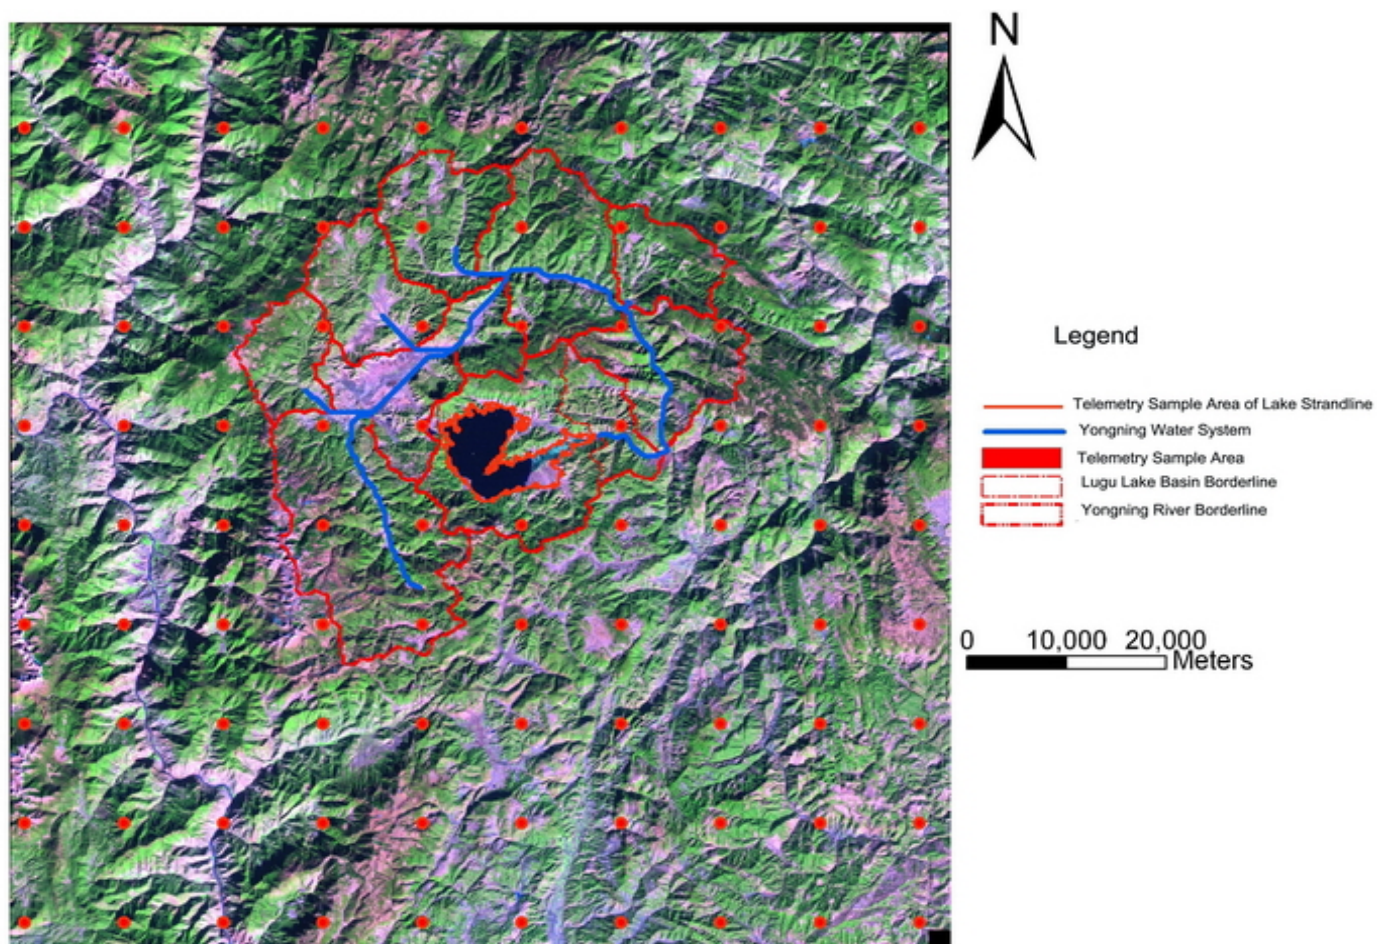 N
Legend
Telemetry Sample Area of Lake Strandline
Yongning Water System
Telemetry Sample Area
Lugu Lake Basin Borderline
Yongning River Borderline
0 10,000 20,000
Meters